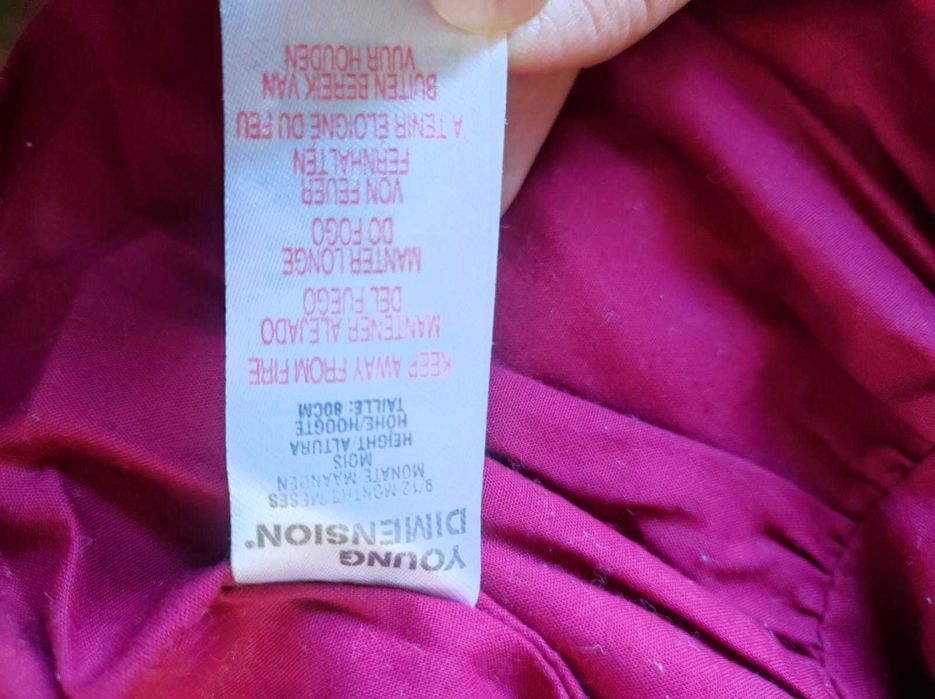 YOUNG
DIMENSION®
9/12 MONTHS/MESES
MONATE/MAANDEN
MOIS
HEIGHT/ALTURA
HÖHE/HOOGTE
TAILLE: 80CM
KEEP AWAY FROM FIRE
MANTENER ALEJADO
DEL FUEGO
MANTER LONGE
DO FOGO
VON FEUER
FERNHALTEN
A TENIR ÉLOIGNÉ DU FEU
BUITEN BEREIK VAN
VUUR HOUDEN